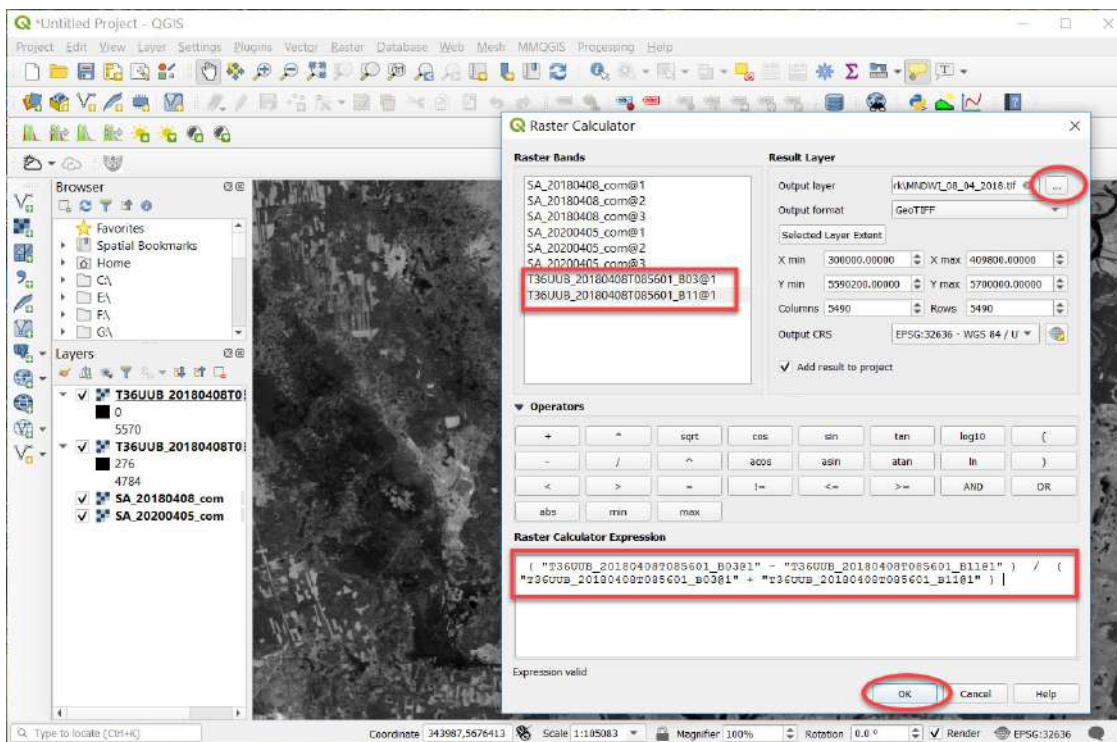 *Untitled Project - QGIS
Project Edit View Layer Settings Plugins Vector Raster Database Web Mesh MMQGIS Processing Help
Browser
Favorites
Spatial Bookmarks
Home
C:\
E:\
F:\
G:\
Layers
T36UUB_20180408T0
0
5570
T36UUB_20180408T0
276
4784
SA_20180408_com
SA_20200405_com
Raster Calculator
Raster Bands
SA_20180408_com@1
SA_20180408_com@2
SA_20180408_com@3
SA_20200405_com@1
SA_20200405_com@2
SA_20200405_com@3
T36UUB_20180408T085601_B03@1
T36UUB_20180408T085601_B11@1
Result Layer
Output layer rk\MNDWI_08_04_2018.tif ...
Output format GeoTIFF
Selected Layer Extent
X min 300000.00000 X max 409800.00000
Y min 5590200.00000 Y max 5700000.00000
Columns 5490 Rows 5490
Output CRS EPSG:32636 - WGS 84 / U
Add result to project
Operators
+ * sqrt cos sin tan log10 (
- / ^ acos asin atan ln )
< > = != <= >= AND OR
abs min max
Raster Calculator Expression
( "T36UUB_20180408T085601_B03@1" - "T36UUB_20180408T085601_B11@1" ) / (
"T36UUB_20180408T085601_B03@1" + "T36UUB_20180408T085601_B11@1" )
Expression valid
OK Cancel Help
Type to locate (Ctrl+K) Coordinate 343987,5676413 Scale 1:105083 Magnifier 100% Rotation 0.0 ° Render EPSG:32636